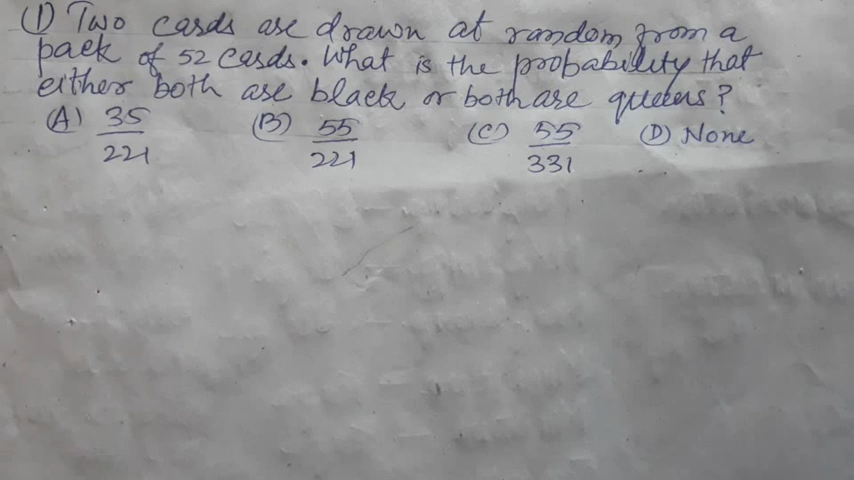 (1) Two cards are drawn at random from a
pack of 52 cards. What is the probability that
either both are black or both are queens?
(A) 35/221 (B) 55/221 (C) 55/331 (D) None